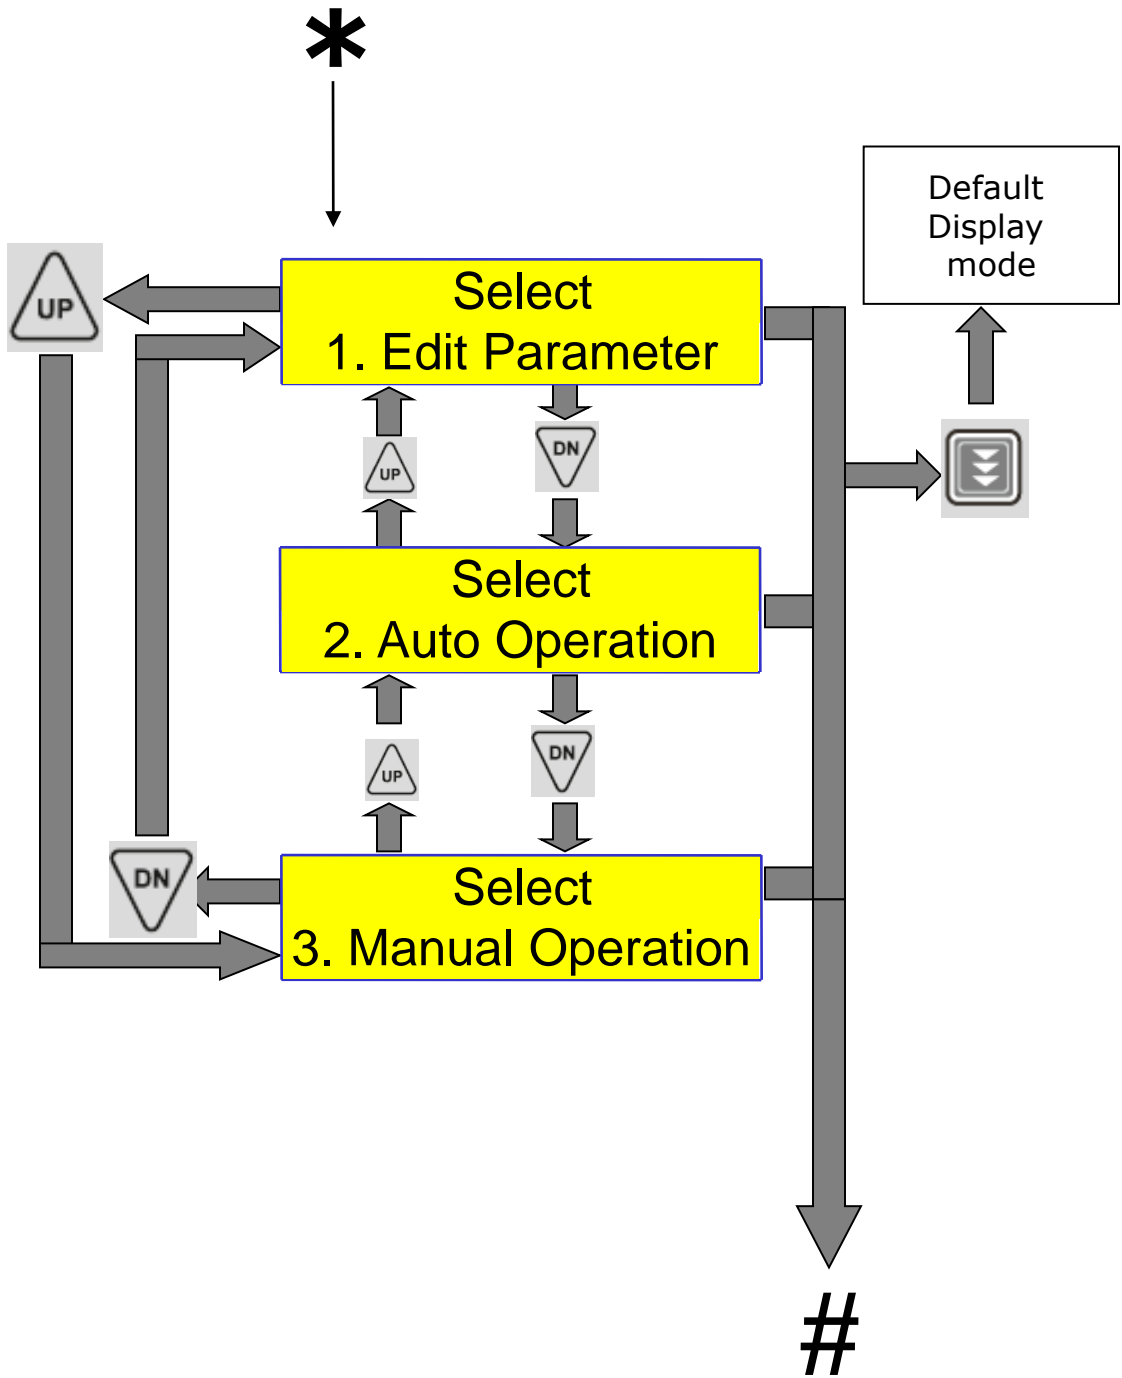 *
Default
Display
mode
UP
Select
1. Edit Parameter
UP
DN
Select
2. Auto Operation
UP
DN
DN
Select
3. Manual Operation
#